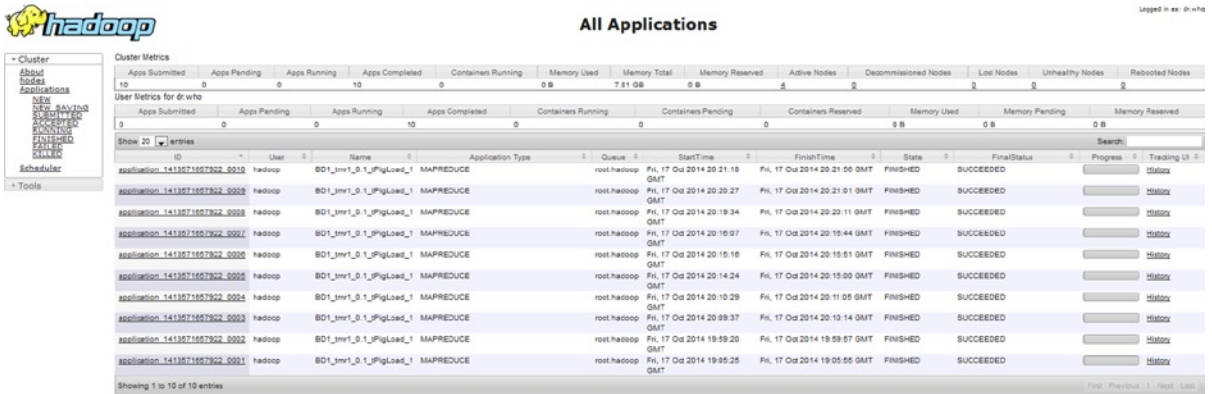 Logged in as: dr.who
hadoop
All Applications
Cluster
About
Nodes
Applications
NEW
NEW_SAVING
SUBMITTED
ACCEPTED
RUNNING
FINISHED
FAILED
KILLED
Scheduler
Tools
Cluster Metrics
Apps Submitted Apps Pending Apps Running Apps Completed Containers Running Memory Used Memory Total Memory Reserved Active Nodes Decommissioned Nodes Lost Nodes Unhealthy Nodes Rebooted Nodes
10 0 0 10 0 0 B 7.81 GB 0 B 4 0 0 0 0
User Metrics for dr.who
Apps Submitted Apps Pending Apps Running Apps Completed Containers Running Containers Pending Containers Reserved Memory Used Memory Pending Memory Reserved
0 0 0 10 0 0 0 0 B 0 B 0 B
Show 20 entries Search:
ID User Name Application Type Queue StartTime FinishTime State FinalStatus Progress Tracking UI
application_1413571657922_0010 hadoop BD1_tmr1_0.1_tPigLoad_1 MAPREDUCE root.hadoop Fri, 17 Oct 2014 20:21:18 GMT Fri, 17 Oct 2014 20:21:56 GMT FINISHED SUCCEEDED History
application_1413571657922_0009 hadoop BD1_tmr1_0.1_tPigLoad_1 MAPREDUCE root.hadoop Fri, 17 Oct 2014 20:20:27 GMT Fri, 17 Oct 2014 20:21:01 GMT FINISHED SUCCEEDED History
application_1413571657922_0008 hadoop BD1_tmr1_0.1_tPigLoad_1 MAPREDUCE root.hadoop Fri, 17 Oct 2014 20:19:34 GMT Fri, 17 Oct 2014 20:20:11 GMT FINISHED SUCCEEDED History
application_1413571657922_0007 hadoop BD1_tmr1_0.1_tPigLoad_1 MAPREDUCE root.hadoop Fri, 17 Oct 2014 20:16:07 GMT Fri, 17 Oct 2014 20:16:44 GMT FINISHED SUCCEEDED History
application_1413571657922_0006 hadoop BD1_tmr1_0.1_tPigLoad_1 MAPREDUCE root.hadoop Fri, 17 Oct 2014 20:15:16 GMT Fri, 17 Oct 2014 20:15:51 GMT FINISHED SUCCEEDED History
application_1413571657922_0005 hadoop BD1_tmr1_0.1_tPigLoad_1 MAPREDUCE root.hadoop Fri, 17 Oct 2014 20:14:24 GMT Fri, 17 Oct 2014 20:15:00 GMT FINISHED SUCCEEDED History
application_1413571657922_0004 hadoop BD1_tmr1_0.1_tPigLoad_1 MAPREDUCE root.hadoop Fri, 17 Oct 2014 20:10:29 GMT Fri, 17 Oct 2014 20:11:05 GMT FINISHED SUCCEEDED History
application_1413571657922_0003 hadoop BD1_tmr1_0.1_tPigLoad_1 MAPREDUCE root.hadoop Fri, 17 Oct 2014 20:09:37 GMT Fri, 17 Oct 2014 20:10:14 GMT FINISHED SUCCEEDED History
application_1413571657922_0002 hadoop BD1_tmr1_0.1_tPigLoad_1 MAPREDUCE root.hadoop Fri, 17 Oct 2014 19:59:20 GMT Fri, 17 Oct 2014 19:59:57 GMT FINISHED SUCCEEDED History
application_1413571657922_0001 hadoop BD1_tmr1_0.1_tPigLoad_1 MAPREDUCE root.hadoop Fri, 17 Oct 2014 19:05:25 GMT Fri, 17 Oct 2014 19:05:55 GMT FINISHED SUCCEEDED History
Showing 1 to 10 of 10 entries First Previous 1 Next Last